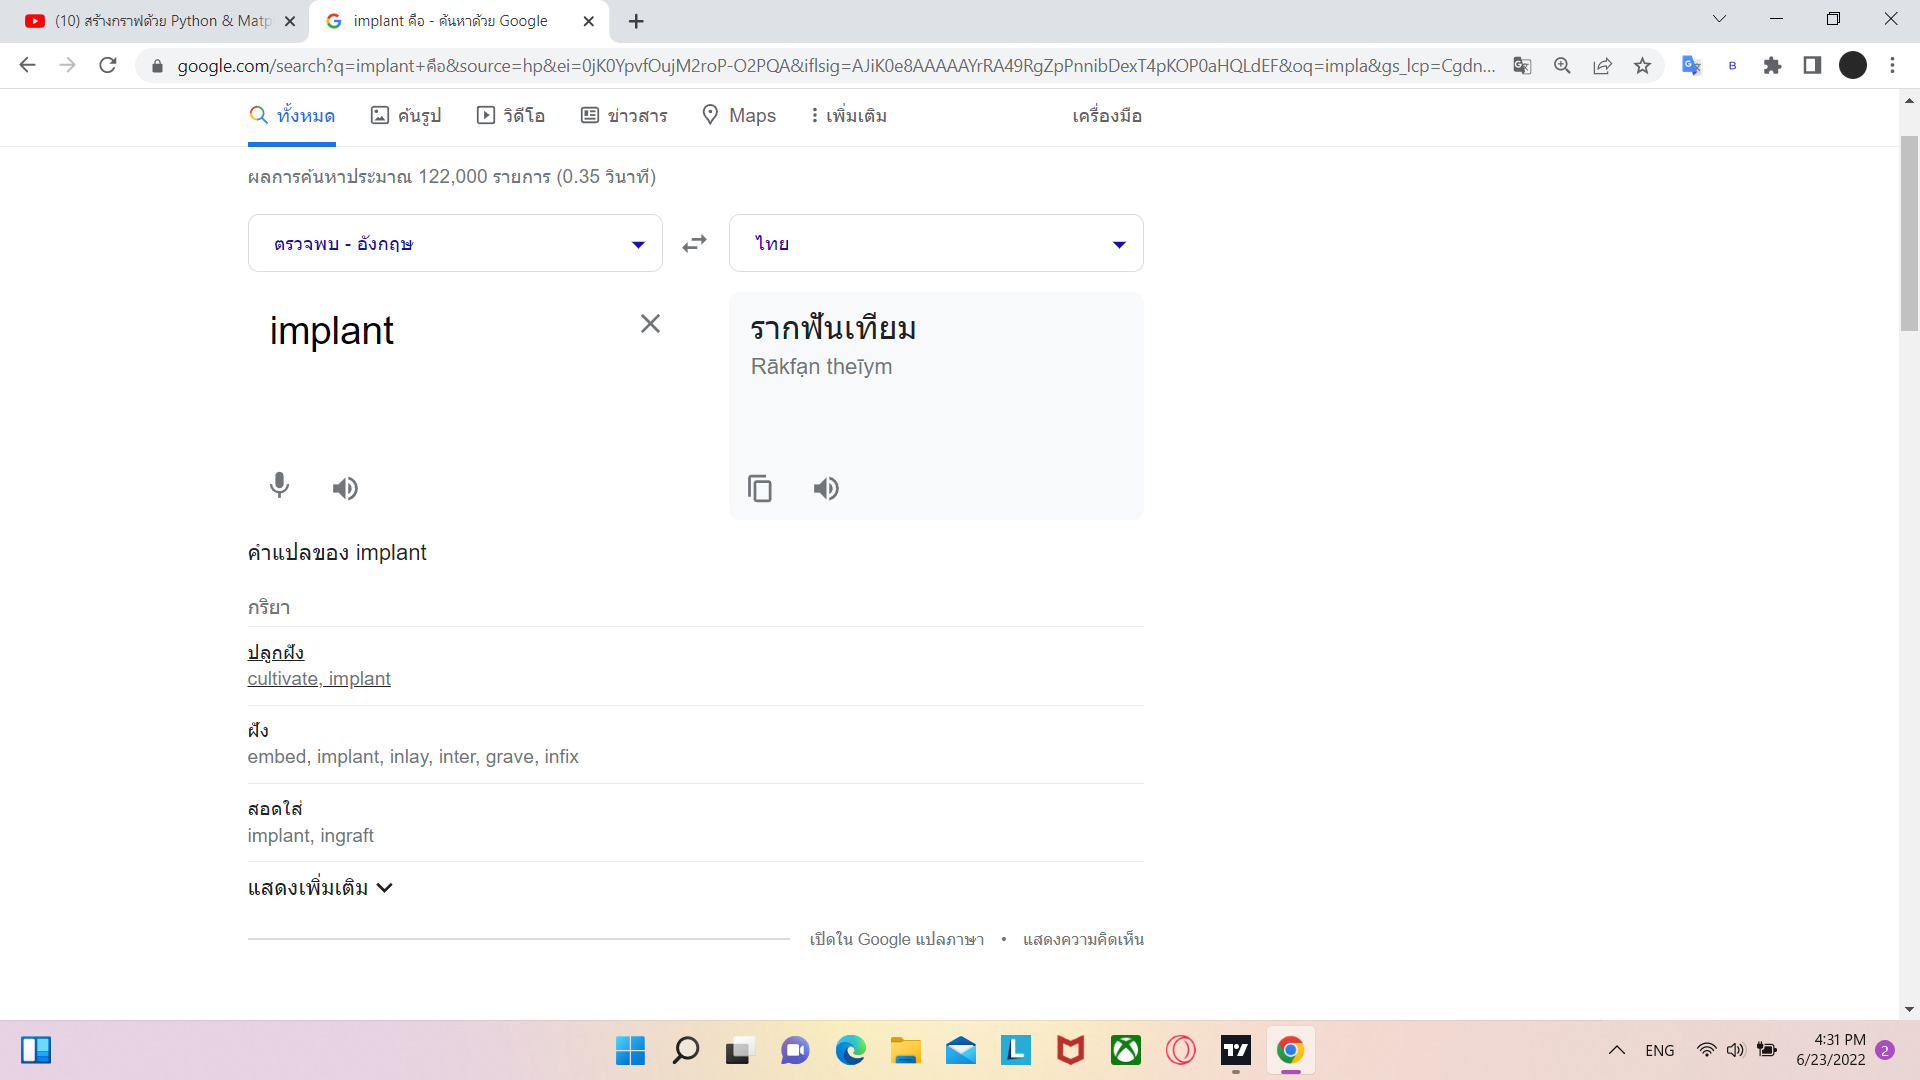 (10) สร้างกราฟด้วย Python & Matp
implant คือ - ค้นหาด้วย Google
google.com/search?q=implant+คือ&source=hp&ei=0jK0YpvfOujM2roP-O2PQA&iflsig=AJiK0e8AAAAAYrRA49RgZpPnnibDexT4pKOP0aHQLdEF&oq=impla&gs_lcp=Cgdn...
ทั้งหมด
ค้นรูป
วิดีโอ
ข่าวสาร
Maps
เพิ่มเติม
เครื่องมือ
ผลการค้นหาประมาณ 122,000 รายการ (0.35 วินาที)
ตรวจพบ - อังกฤษ
ไทย
implant
รากฟันเทียม
Rākfạn theīym
คำแปลของ implant
กริยา
ปลูกฝัง
cultivate, implant
ฝัง
embed, implant, inlay, inter, grave, infix
สอดใส่
implant, ingraft
แสดงเพิ่มเติม
เปิดใน Google แปลภาษา • แสดงความคิดเห็น
ENG
4:31 PM
6/23/2022
2